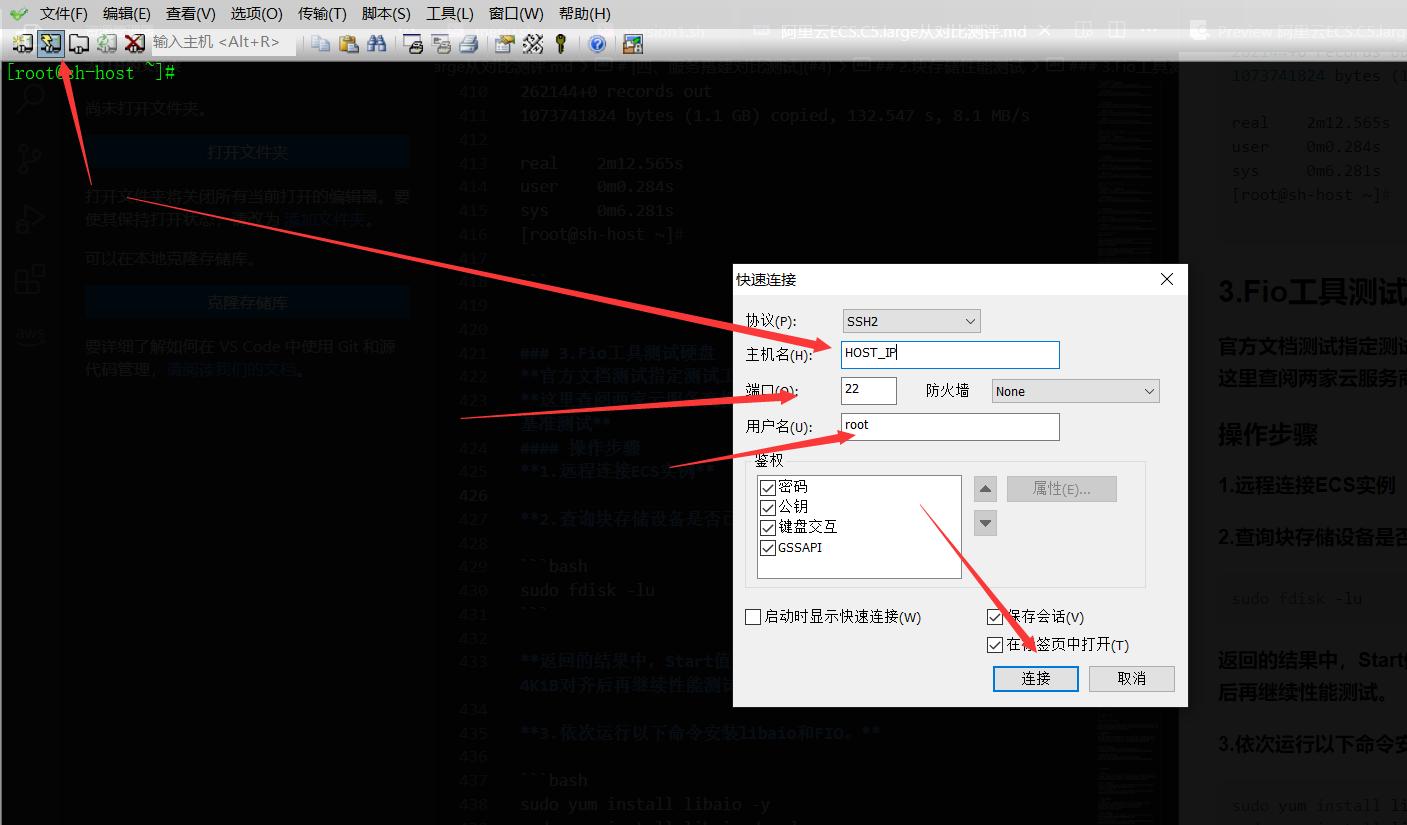 文件(F) 编辑(E) 查看(V) 选项(O) 传输(T) 脚本(S) 工具(L) 窗口(W) 帮助(H)
输入主机 <Alt+R>
阿里云ECS.C5.large从对比测评.md
Preview 阿里云ECS.C5.larg
[root@sh-host ~]#
尚未打开文件夹。
打开文件夹
打开文件夹将关闭所有当前打开的编辑器。要
添加文件夹。
可以在本地克隆存储库。
克隆存储库
要详细了解如何在 VS Code 中使用 Git 和源
代码管理，请阅读我们的文档。
aws
410 262144+0 records out
411 1073741824 bytes (1.1 GB) copied, 132.547 s, 8.1 MB/s
412
413 real 2m12.565s
414 user 0m0.284s
415 sys 0m6.281s
416 [root@sh-host ~]#
417
418 ```
419
420
421 ### 3.Fio工具测试硬盘
422 **官方文档测试指定测试工
423
基准测试**
424 #### 操作步骤
425 **1.远程连接ECS实例**
426
427 **2.查询块存储设备是否已
428
429 ```bash
430 sudo fdisk -lu
431 ```
432
433 **返回的结果中，Start值
4KiB对齐后再继续性能测试
434
435 **3.依次运行以下命令安装libaio和FIO。**
436
437 ```bash
438 sudo yum install libaio -y
快速连接
协议(P): SSH2
主机名(H): HOST_IP
端口(O): 22 防火墙 None
用户名(U): root
鉴权
密码
公钥
键盘交互
GSSAPI
属性(E)...
启动时显示快速连接(W)
保存会话(V)
在标签页中打开(T)
连接 取消
1073741824 bytes (1
real 2m12.565s
user 0m0.284s
sys 0m6.281s
[root@sh-host ~]#
3.Fio工具测试
官方文档测试指定测试
这里查阅两家云服务商
操作步骤
1.远程连接ECS实例
2.查询块存储设备是否
sudo fdisk -lu
返回的结果中，Start
后再继续性能测试。
3.依次运行以下命令安
sudo yum install li